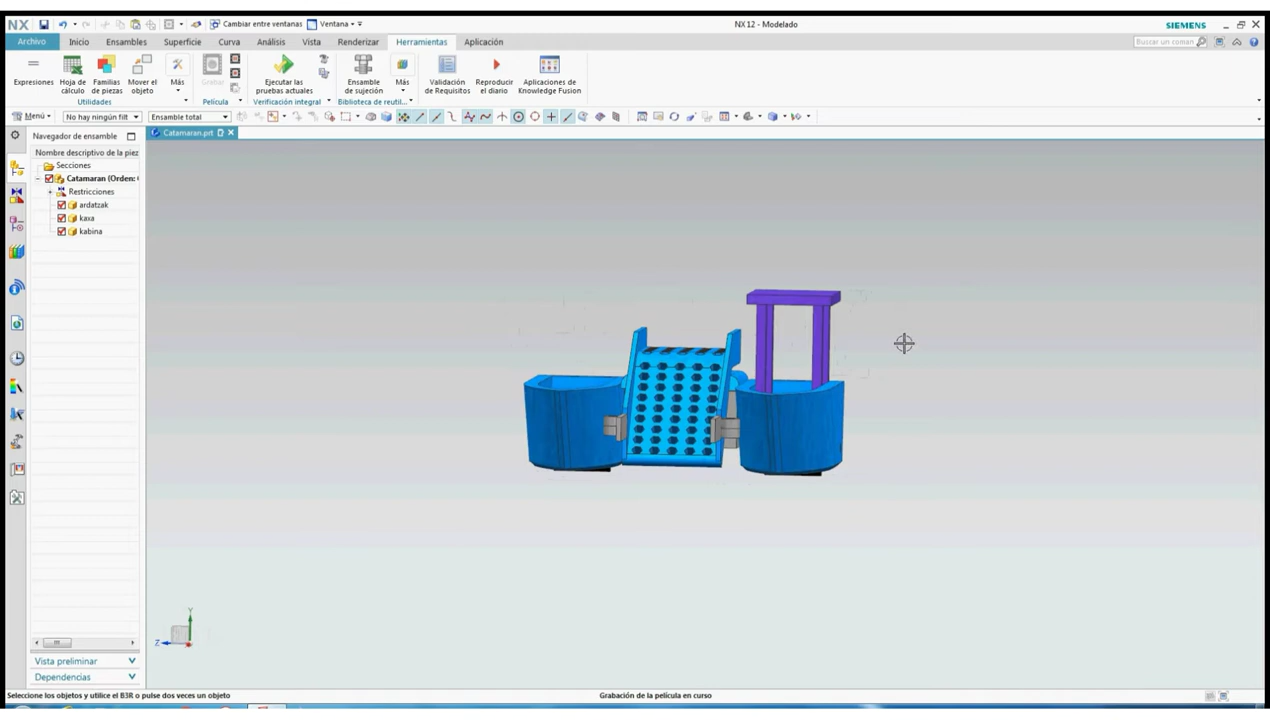 NX
Cambiar entre ventanas
Ventana
NX 12 - Modelado
SIEMENS
Archivo
Inicio
Ensambles
Superficie
Curva
Análisis
Vista
Renderizar
Herramientas
Aplicación
Buscar un coman
Expresiones
Hoja de cálculo
Familias de piezas
Mover el objeto
Más
Utilidades
Grabar
Película
Ejecutar las pruebas actuales
Verificación integral
Ensamble de sujeción
Más
Biblioteca de reutil...
Validación de Requisitos
Reproducir el diario
Aplicaciones de Knowledge Fusion
Menú
No hay ningún filt
Ensamble total
Navegador de ensamble
Catamaran.prt
Nombre descriptivo de la piez
Secciones
Catamaran (Orden:
Restricciones
ardatzak
kaxa
kabina
Y
Z
Vista preliminar
Dependencias
Seleccione los objetos y utilice el B3R o pulse dos veces un objeto
Grabación de la película en curso